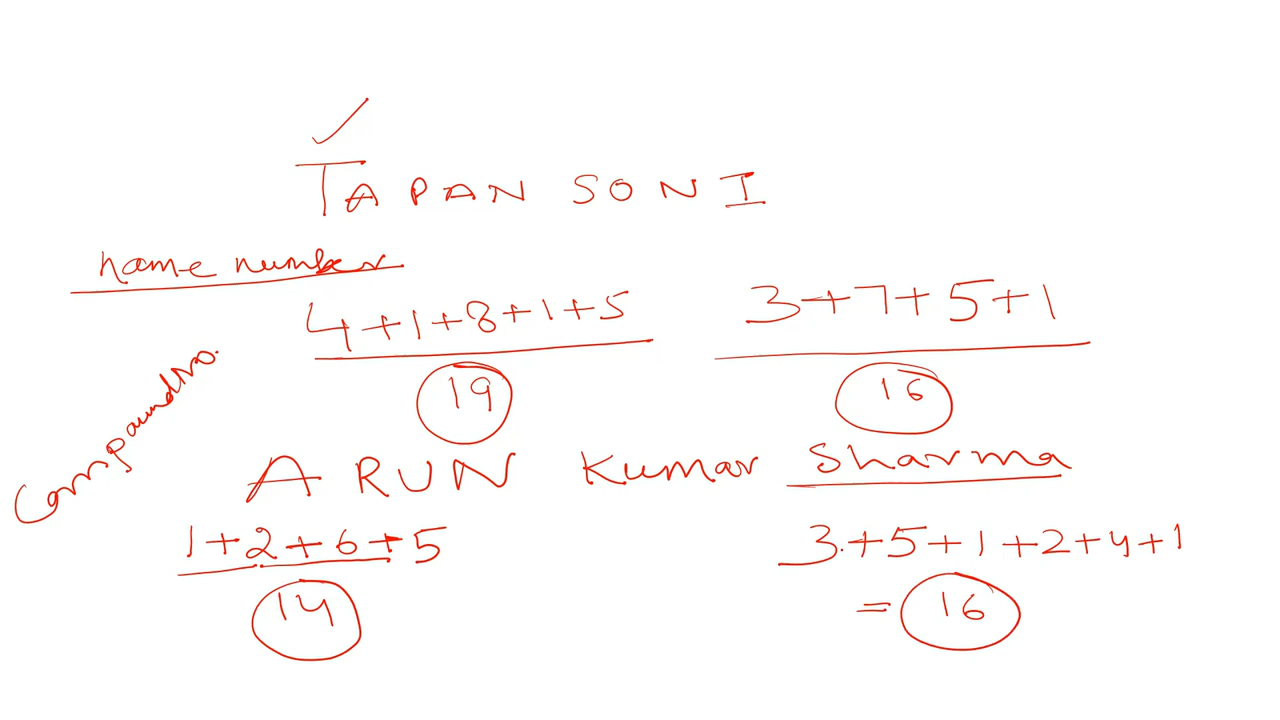 TAPAN SONI
name number
4+1+8+1+5 3+7+5+1
19 16
Compound No.
ARUN Kumar Sharma
1+2+6+5 3+5+1+2+4+1
14 = 16